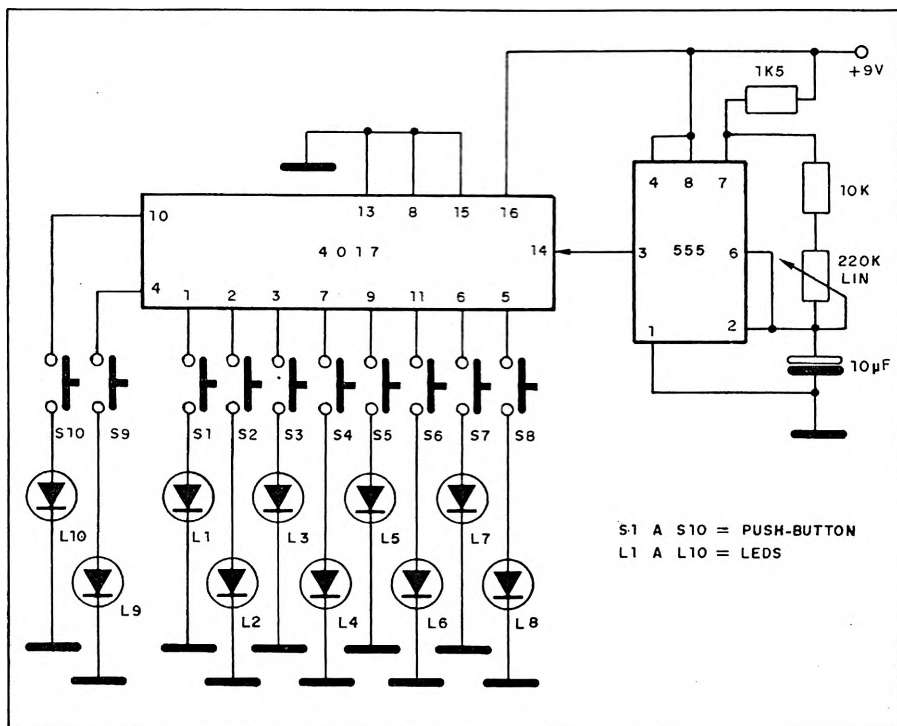 +9V
1K5
4 8 7
10K
13 8 15 16
10
4017
14
3 555 6
220K
LIN
4
1 2 3 7 9 11 6 5
1 2
10µF
S10 S9 S1 S2 S3 S4 S5 S6 S7 S8
L10 L1 L3 L5 L7
L9 L2 L4 L6 L8
S1 A S10 = PUSH-BUTTON
L1 A L10 = LEDS